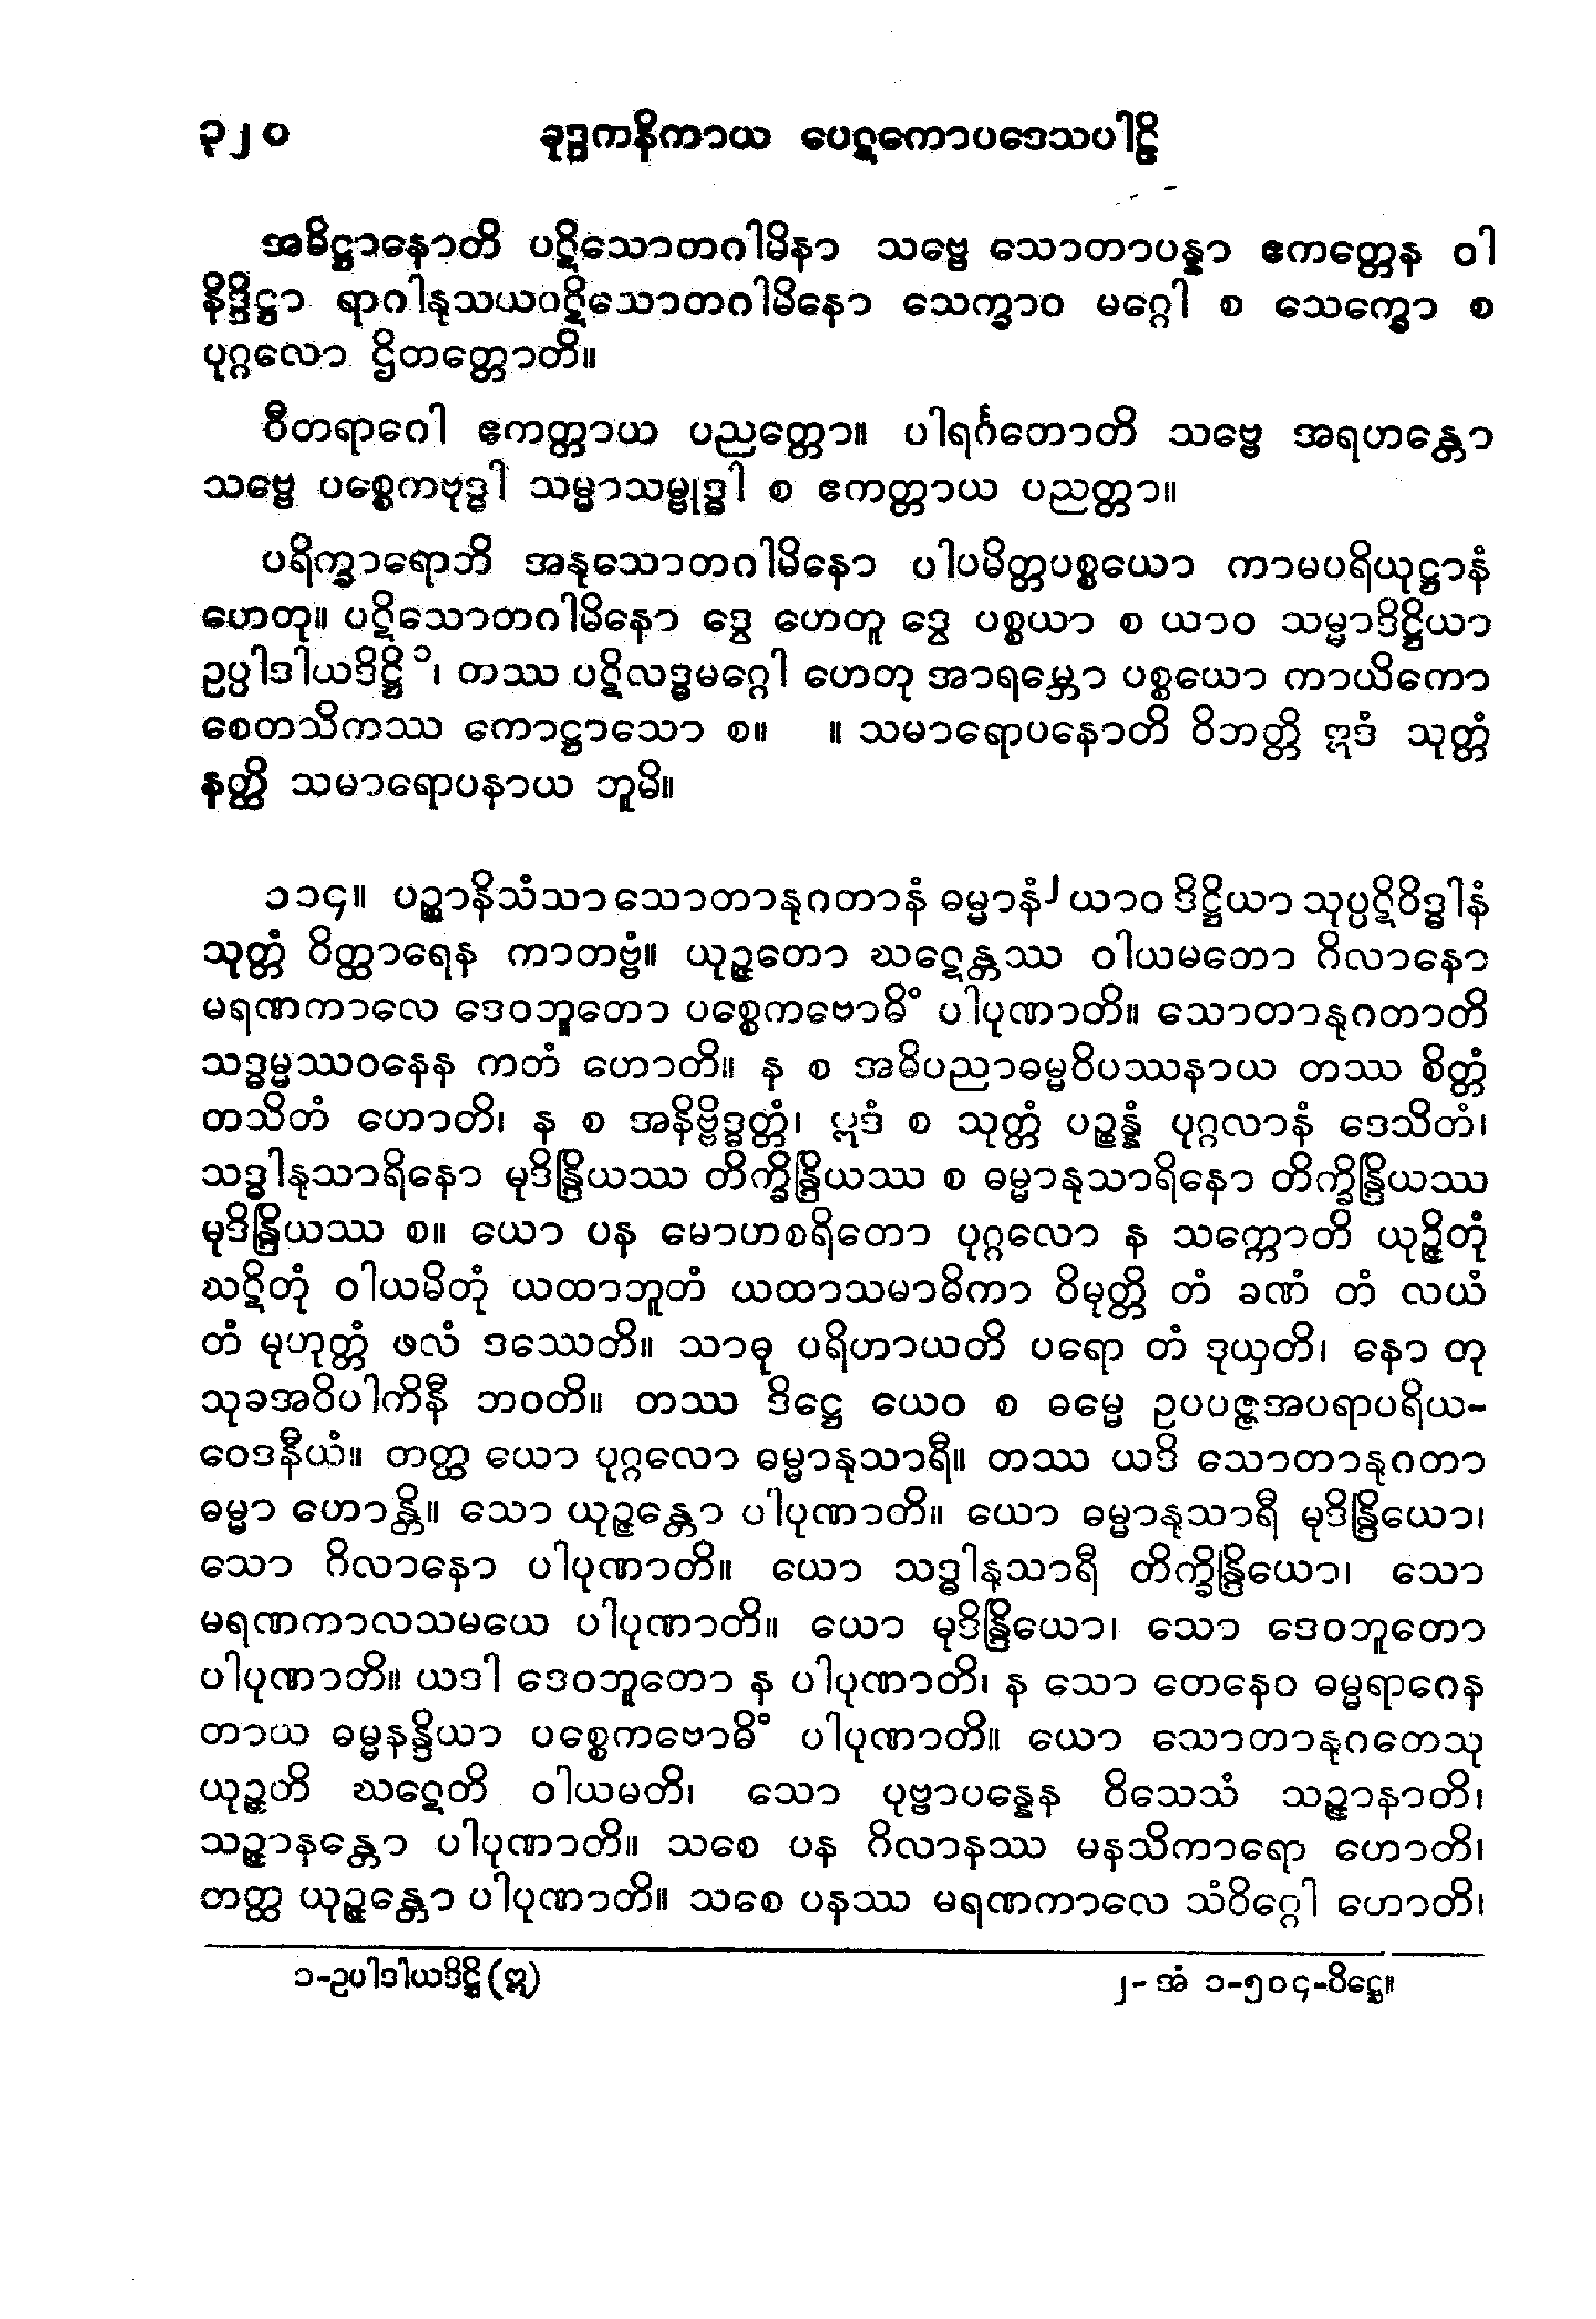 ၃၂၀ ခုဒ္ဒကနိကာယ ပေဋကောပဒေသပါဠိ
အဓိဋ္ဌာနောတိ ပဋိသောတဂါမိနာ သဗ္ဗေ သောတာပန္နာ ဧကတ္တေန ဝါ
နိဒ္ဒိဋ္ဌာ ရာဂါနုသယပဋိသောတဂါမိနော သေက္ခာဝ မဂ္ဂေါ စ သေက္ခော စ
ပုဂ္ဂလော ဌိတတ္တောတိ။
ဝီတရာဂေါ ဧကတ္တာယ ပညတ္တော။ ပါရင်္ဂတောတိ သဗ္ဗေ အရဟန္တော
သဗ္ဗေ ပစ္စေကဗုဒ္ဓါ သမ္မာသမ္ဗုဒ္ဓါ စ ဧကတ္တာယ ပညတ္တာ။
ပရိက္ခာရောတိ အနုသောတဂါမိနော ပါပမိတ္တပစ္စယော ကာမပရိယုဋ္ဌာနံ
ဟေတု။ ပဋိသောတဂါမိနော ဒွေ ဟေတူ ဒွေ ပစ္စယာ စ ယာဝ သမ္မာဒိဋ္ဌိယာ
ဥပ္ပါဒါယဒိဋ္ဌိ၁၊ တဿ ပဋိလဒ္ဓမဂ္ဂေါ ဟေတု အာရမ္ဘော ပစ္စယော ကာယိကော
စေတသိကဿ ကောဋ္ဌာသော စ။ ။ သမာရောပနောတိ ဝိဘတ္တိ ဣဒံ သုတ္တံ
နတ္ထိ သမာရောပနာယ ဘူမိ။
၁၁၄။ ပဉ္စာနိသံသာ သောတာနုဂတာနံ ဓမ္မာနံ၂ ယာဝ ဒိဋ္ဌိယာ သုပ္ပဋိဝိဒ္ဓါနံ
သုတ္တံ ဝိတ္ထာရေန ကာတဗ္ဗံ။ ယုဉ္ဇတော ဃဋေန္တဿ ဝါယမတော ဂိလာနော
မရဏကာလေ ဒေဝဘူတော ပစ္စေကဗောဓိံ ပါပုဏာတိ။ သောတာနုဂတာတိ
သဒ္ဓမ္မဿဝနေန ကတံ ဟောတိ။ န စ အဓိပညာဓမ္မဝိပဿနာယ တဿ စိတ္တံ
တသိတံ ဟောတိ၊ န စ အနိဗ္ဗိဒ္ဓတ္တံ၊ ဣဒံ စ သုတ္တံ ပဉ္စန္နံ ပုဂ္ဂလာနံ ဒေသိတံ၊
သဒ္ဓါနုသာရိနော မုဒိန္ဒြိယဿ တိက္ခိန္ဒြိယဿ စ ဓမ္မာနုသာရိနော တိက္ခိန္ဒြိယဿ
မုဒိန္ဒြိယဿ စ။ ယော ပန မောဟစရိတော ပုဂ္ဂလော န သက္ကောတိ ယုဉ္ဇိတုံ
ဃဋိတုံ ဝါယမိတုံ ယထာဘူတံ ယထာသမာဓိကာ ဝိမုတ္တိ တံ ခဏံ တံ လယံ
တံ မုဟုတ္တံ ဖလံ ဒဿေတိ။ သာဓု ပရိဟာယတိ ပရော တံ ဒုယှတိ၊ နော တု
သုခအဝိပါကိနီ ဘဝတိ။ တဿ ဒိဋ္ဌေ ယေဝ စ ဓမ္မေ ဥပပဇ္ဇအပရာပရိယ-
ဝေဒနီယံ။ တတ္ထ ယော ပုဂ္ဂလော ဓမ္မာနုသာရီ။ တဿ ယဒိ သောတာနုဂတာ
ဓမ္မာ ဟောန္တိ။ သော ယုဉ္ဇန္တော ပါပုဏာတိ။ ယော ဓမ္မာနုသာရီ မုဒိန္ဒြိယော၊
သော ဂိလာနော ပါပုဏာတိ။ ယော သဒ္ဓါနုသာရီ တိက္ခိန္ဒြိယော၊ သော
မရဏကာလသမယေ ပါပုဏာတိ။ ယော မုဒိန္ဒြိယော၊ သော ဒေဝဘူတော
ပါပုဏာတိ။ ယဒါ ဒေဝဘူတော န ပါပုဏာတိ၊ န သော တေနေဝ ဓမ္မရာဂေန
တာယ ဓမ္မနန္ဒိယာ ပစ္စေကဗောဓိံ ပါပုဏာတိ။ ယော သောတာနုဂတေသု
ယုဉ္ဇတိ ဃဋေတိ ဝါယမတိ၊ သော ပုဗ္ဗာပန္နေန ဝိသေသံ သဉ္ဇာနာတိ၊
သဉ္ဇာနန္တော ပါပုဏာတိ။ သစေ ပန ဂိလာနဿ မနသိကာရော ဟောတိ၊
တတ္ထ ယုဉ္ဇန္တော ပါပုဏာတိ။ သစေ ပနဿ မရဏကာလေ သံဝိဂ္ဂေါ ဟောတိ၊
၁-ဥပါဒါယဒိဋ္ဌိ (ဣ) ၂- အံ ၁-၅၀၄-ပိဋ္ဌေ။